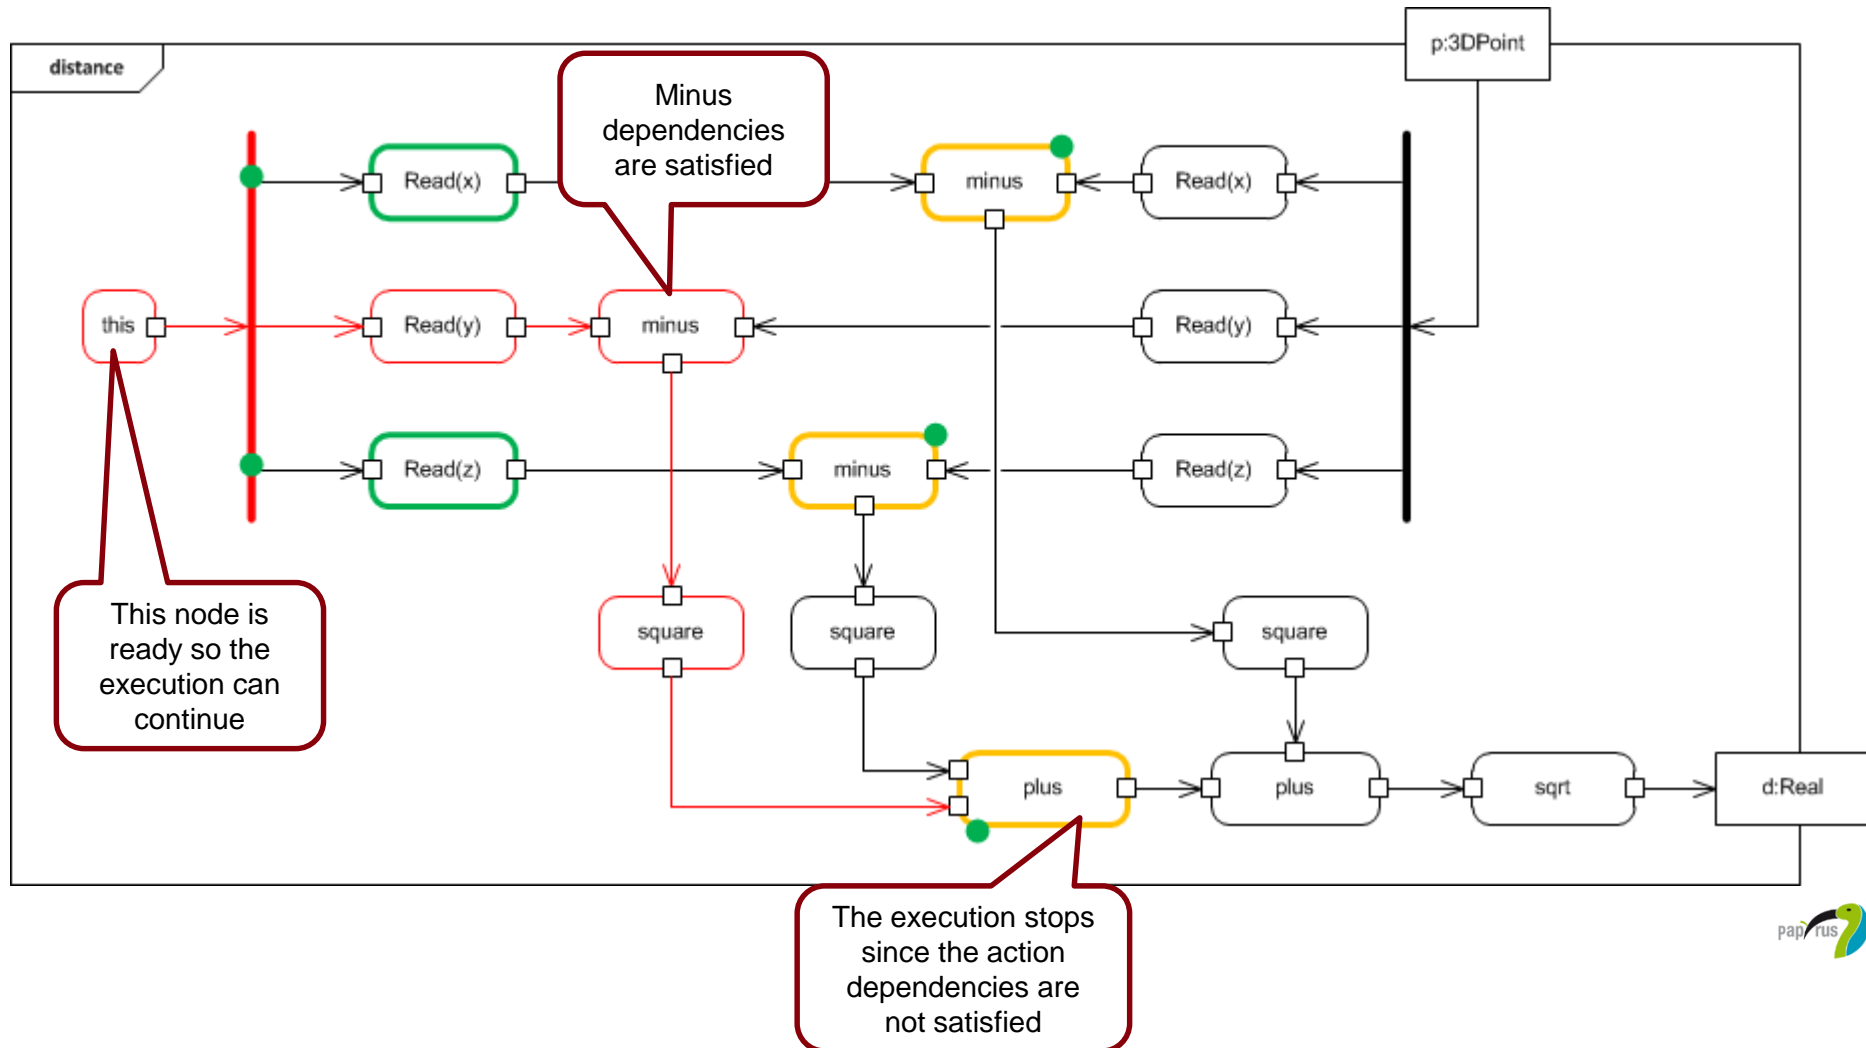 p:3DPoint
distance
Minus
dependencies
are satisfied
Read(x)
minus
Read(x)
this
Read(y)
minus
Read(y)
Read(z)
minus
Read(z)
This node is
ready so the
execution can
continue
square
square
square
plus
plus
sqrt
d:Real
The execution stops
since the action
dependencies are
not satisfied
papyrus